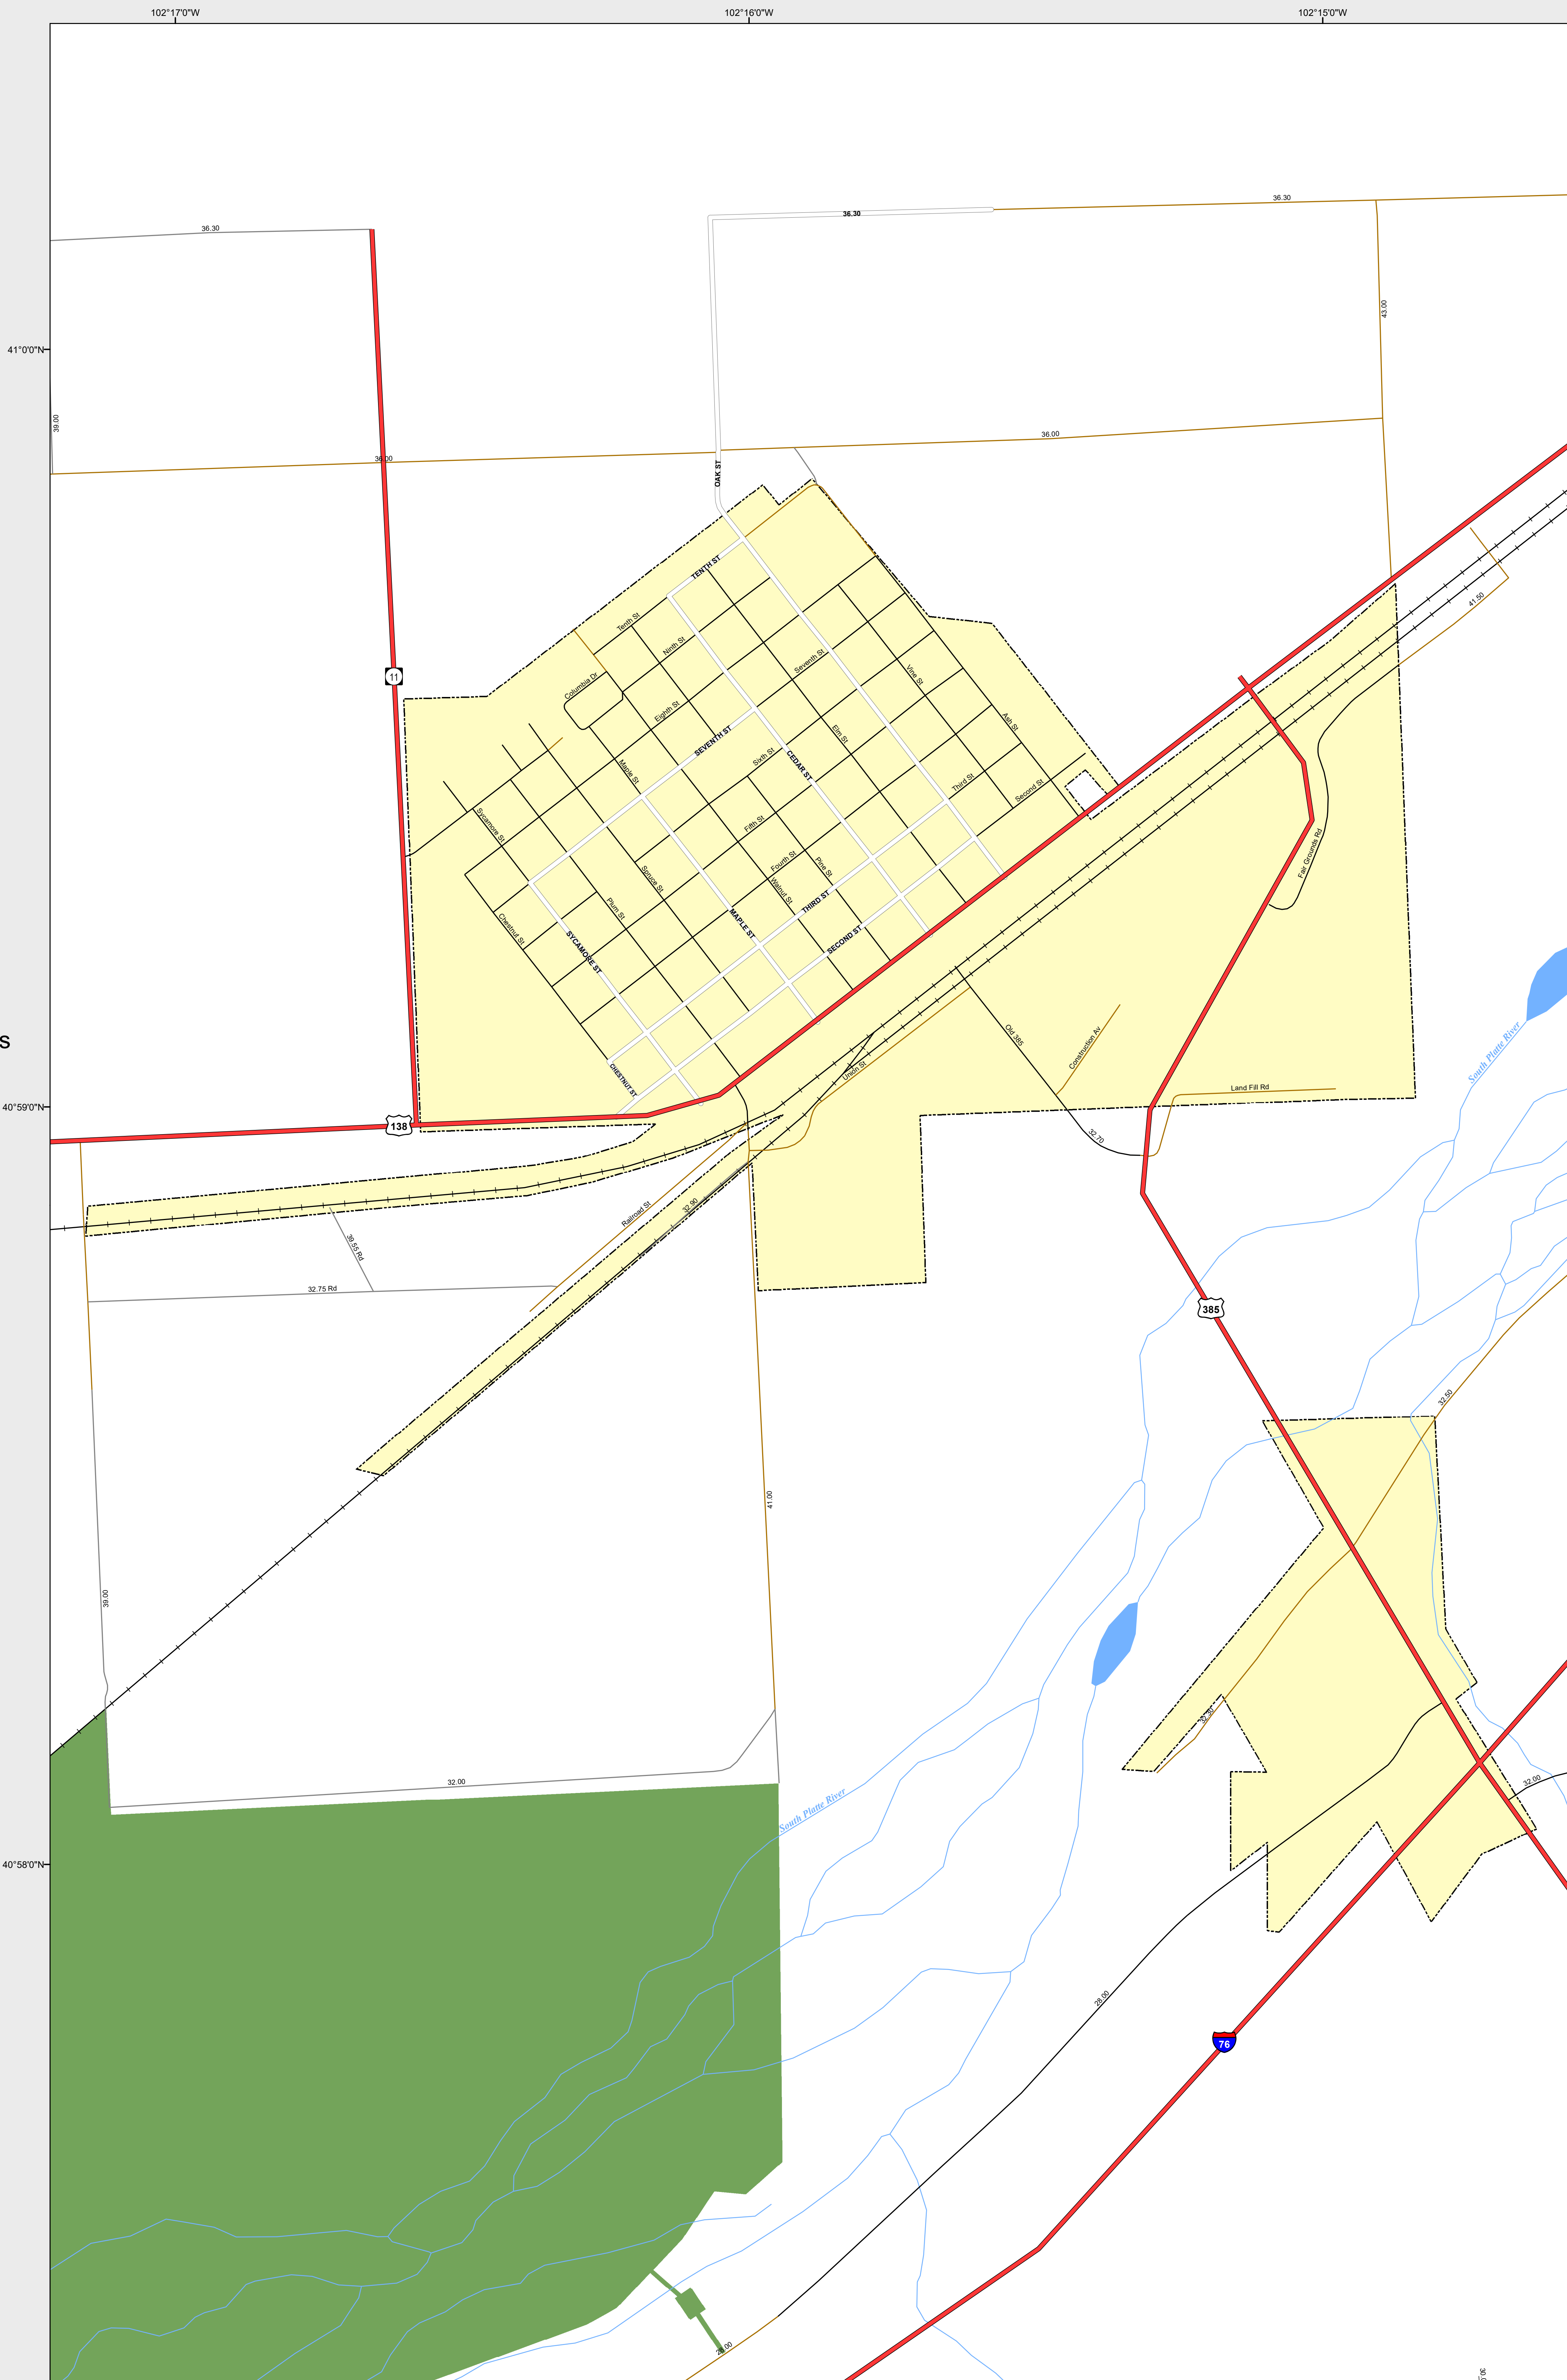 102°17'0"W
102°16'0"W
102°15'0"W
36.30
36.30
36.30
43.00
41°0'0"N
39.00
36.00
36.00
OAK ST
TENTH ST
41.50
Tenth St
Ninth St
Seventh St
Vine St
11
Columbia Dr
Eighth St
Ash St
SEVENTH ST
Elm St
Sixth St
CEDAR ST
Maple St
Third St
Second St
Sycamore St
Fifth St
Fair Grounds Rd
Fourth St
Pine St
Spruce St
Walnut St
THIRD ST
Plum St
MAPLE ST
Chestnut St
SECOND ST
SYCAMORE ST
S
Old 385
Construction Av
South Platte River
Union St
CHESTNUT ST
Land Fill Rd
40°59'0"N
138
32.70
32.90
Railroad St
39.55 Rd
32.75 Rd
385
32.50
41.00
39.00
32.30
32.00
32.00
South Platte River
40°58'0"N
28.00
76
28.00